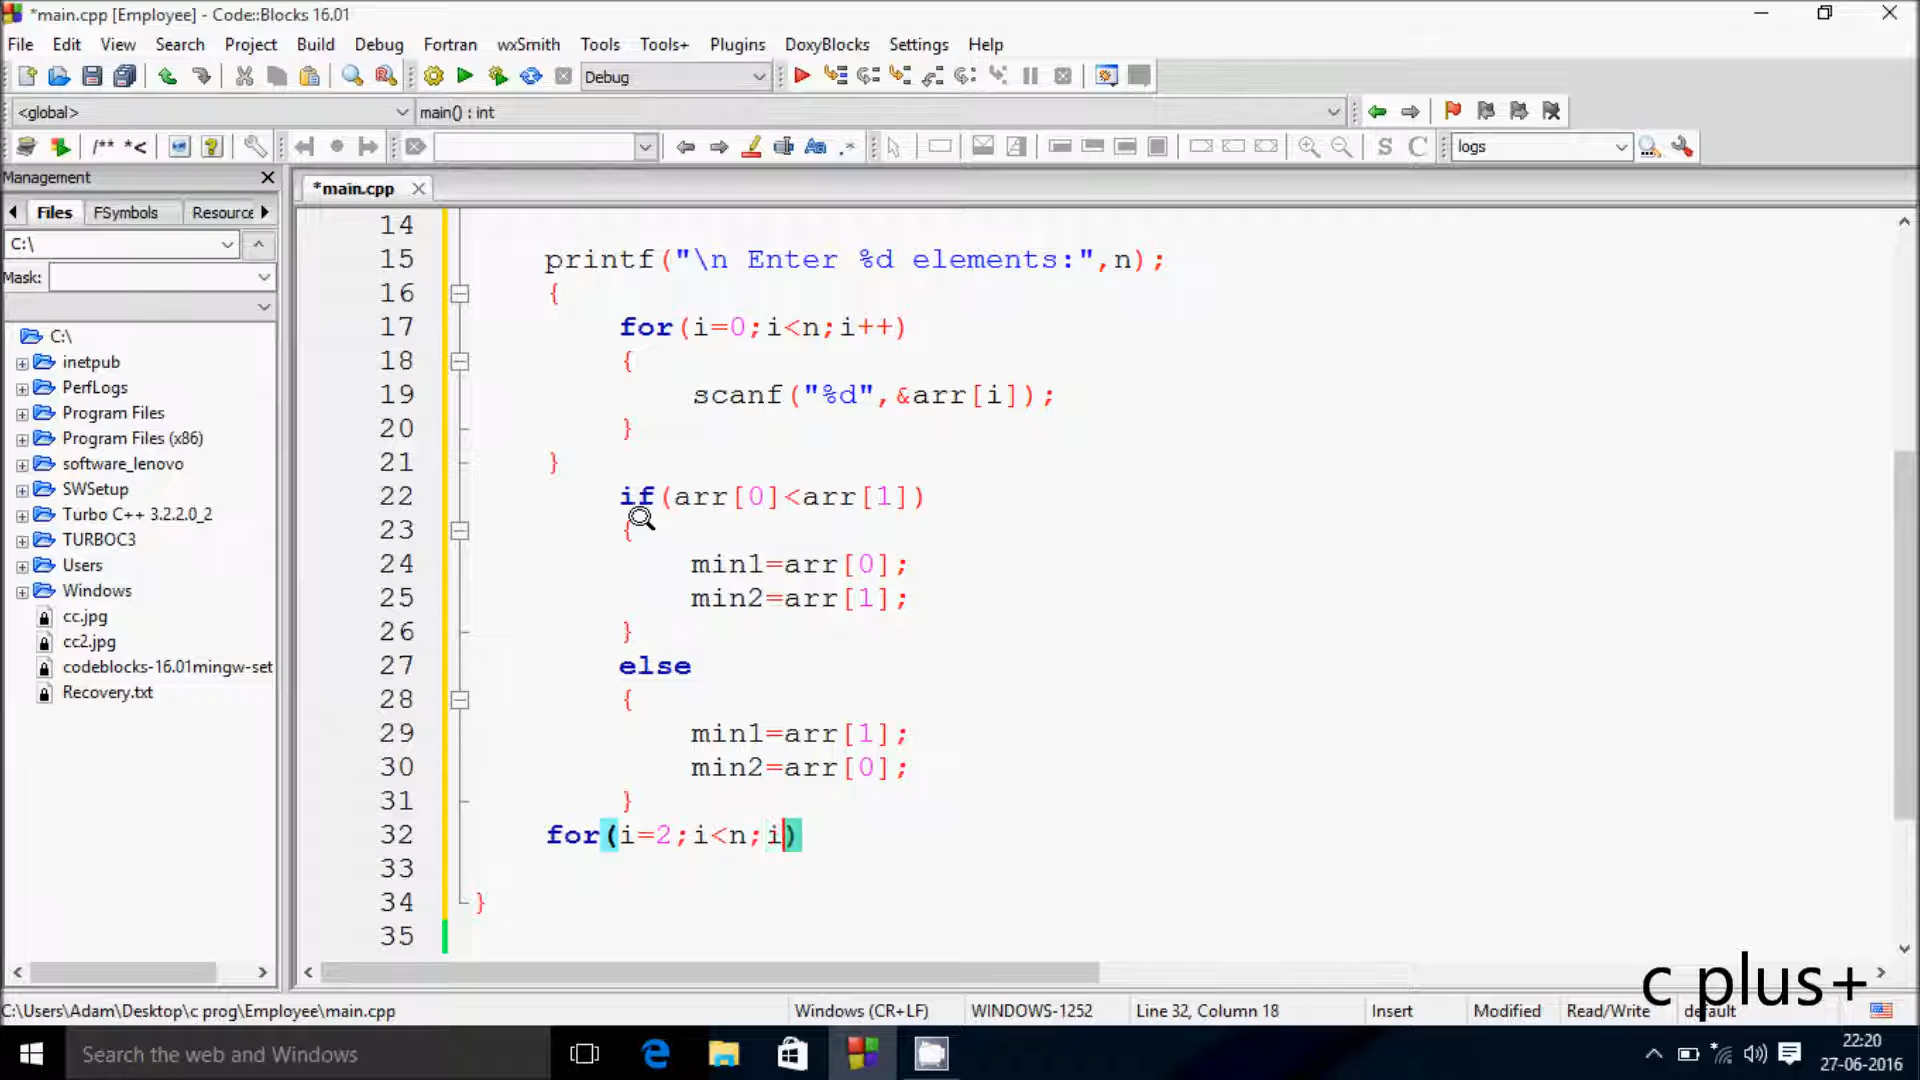 *main.cpp [Employee] - Code::Blocks 16.01
File Edit View Search Project Build Debug Fortran wxSmith Tools Tools+ Plugins DoxyBlocks Settings Help
Debug
<global> main() : int
/** *< Aa .* S C logs
Management
Files FSymbols Resource
C:\
Mask:
C:\
inetpub
PerfLogs
Program Files
Program Files (x86)
software_lenovo
SWSetup
Turbo C++ 3.2.2.0_2
TURBOC3
Users
Windows
cc.jpg
cc2.jpg
codeblocks-16.01mingw-set
Recovery.txt
*main.cpp
14
15 printf("\n Enter %d elements:",n);
16 {
17 for(i=0;i<n;i++)
18 {
19 scanf("%d",&arr[i]);
20 }
21 }
22 if(arr[0]<arr[1])
23 {
24 min1=arr[0];
25 min2=arr[1];
26 }
27 else
28 {
29 min1=arr[1];
30 min2=arr[0];
31 }
32 for(i=2;i<n;i)
33
34 }
35
c plus+
C:\Users\Adam\Desktop\c prog\Employee\main.cpp Windows (CR+LF) WINDOWS-1252 Line 32, Column 18 Insert Modified Read/Write default
Search the web and Windows
22:20
27-06-2016